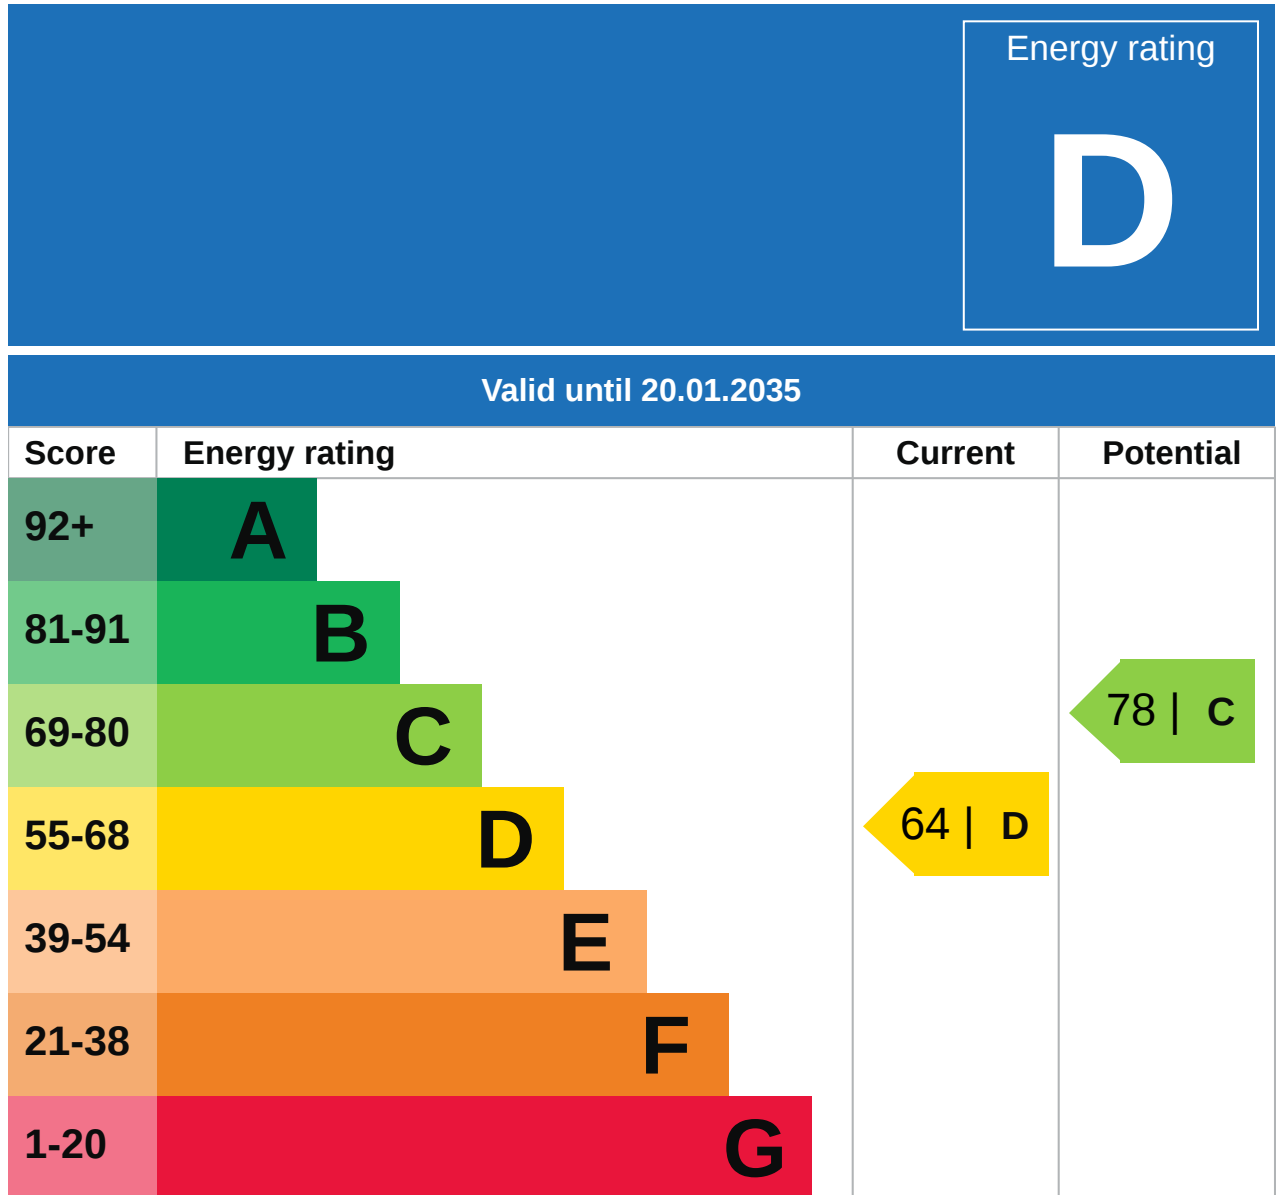 Energy rating
D
Valid until 20.01.2035
Score Energy rating Current Potential
92+ A
81-91 B
78 | C
69-80 C
64 | D
55-68 D
39-54 E
21-38 F
1-20 G